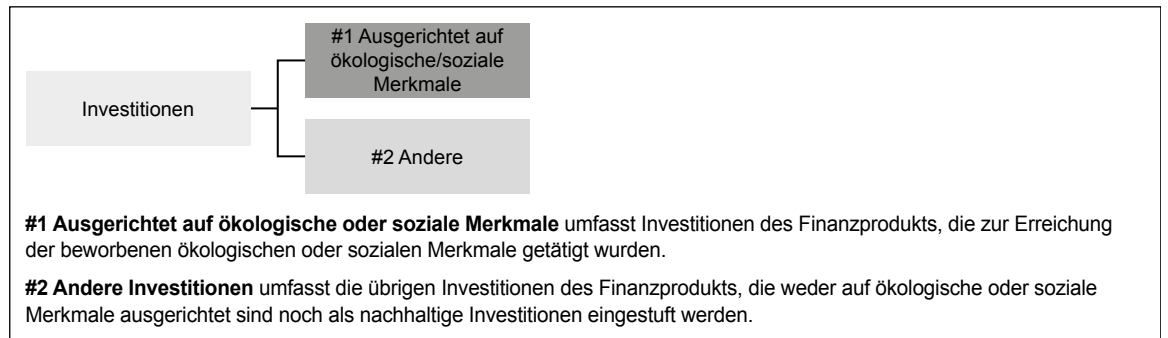 #1 Ausgerichtet auf
ökologische/soziale
Merkmale
Investitionen
#2 Andere
#1 Ausgerichtet auf ökologische oder soziale Merkmale umfasst Investitionen des Finanzprodukts, die zur Erreichung
der beworbenen ökologischen oder sozialen Merkmale getätigt wurden.
#2 Andere Investitionen umfasst die übrigen Investitionen des Finanzprodukts, die weder auf ökologische oder soziale
Merkmale ausgerichtet sind noch als nachhaltige Investitionen eingestuft werden.